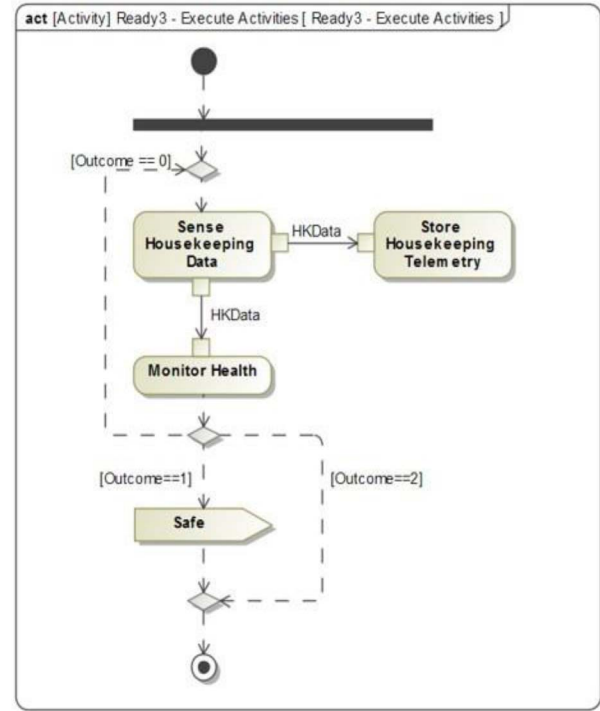 act [Activity] Ready3 - Execute Activities [ Ready3 - Execute Activities ]
[Outcome == 0]
Sense
Housekeeping
Data
HKData
Store
Housekeeping
Telemetry
HKData
Monitor Health
[Outcome==1]
[Outcome==2]
Safe